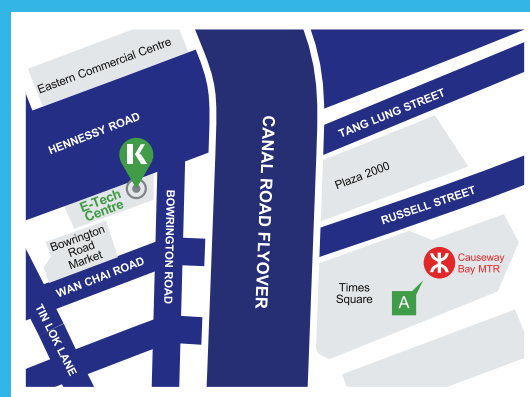 Eastern Commercial Centre
HENNESSY ROAD
K
E-Tech
Centre
Bowrington
Road
Market
WAN CHAI ROAD
TIN LOK LANE
BOWRINGTON ROAD
CANAL ROAD FLYOVER
TANG LUNG STREET
Plaza 2000
RUSSELL STREET
Causeway
Bay MTR
Times
Square
A